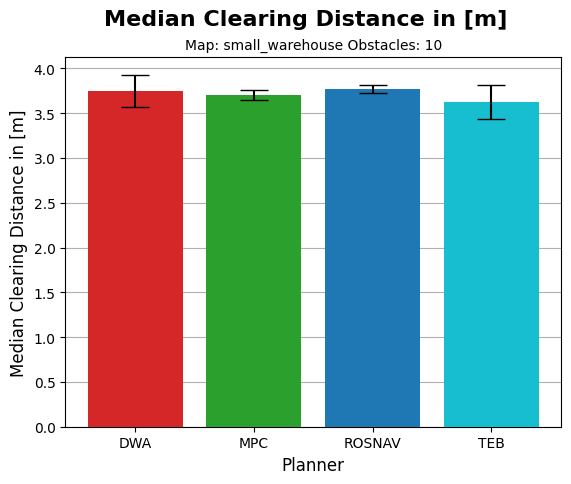 Median Clearing Distance in [m]
Map: small_warehouse Obstacles: 10
Median Clearing Distance in [m]
4.0
3.5
3.0
2.5
2.0
1.5
1.0
0.5
0.0
DWA MPC ROSNAV TEB
Planner